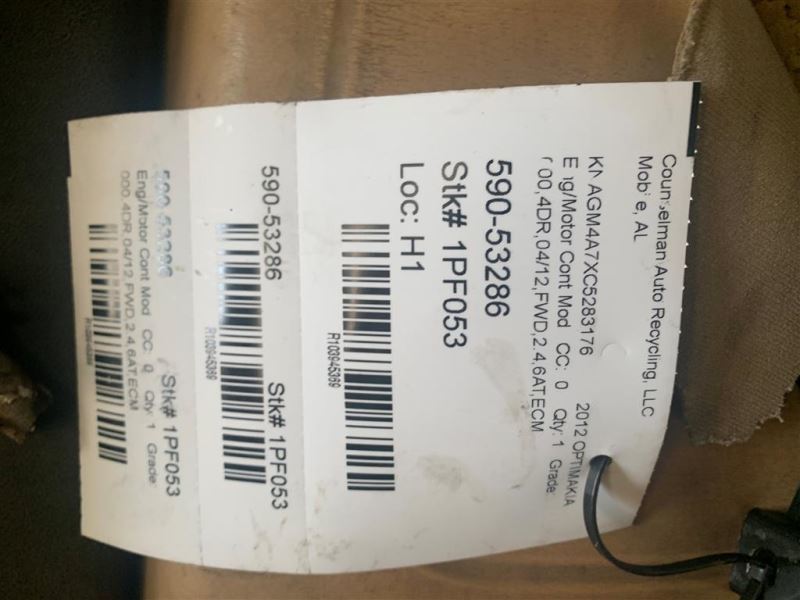 Counselman Auto Recycling, LLC
Mobile, AL
KNAGM4A7XC5283176 2012 OPTIMAKIA
Eng/Motor Cont Mod CC: 0 Qty: 1 Grade:
000,4DR,04/12,FWD,2.4,6AT,ECM
590-53286
Stk# 1PF053
Loc: H1
R103945369
590-53286 Stk# 1PF053
R103945369
590-53286 Stk# 1PF053
Eng/Motor Cont Mod CC: 0 Qty: 1 Grade:
000,4DR,04/12,FWD,2.4,6AT,ECM
R103945369